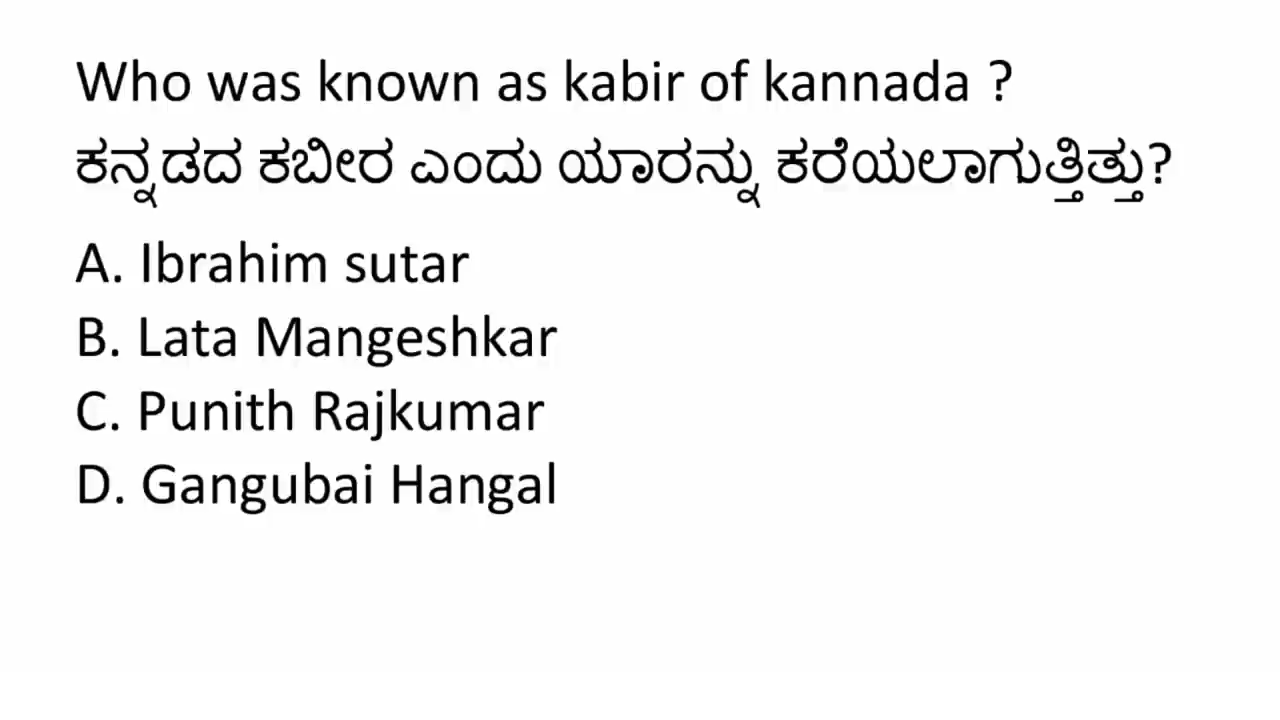 Who was known as kabir of kannada ?
ಕನ್ನಡದ ಕಬೀರ ಎಂದು ಯಾರನ್ನು ಕರೆಯಲಾಗುತ್ತಿತ್ತು?
A. Ibrahim sutar
B. Lata Mangeshkar
C. Punith Rajkumar
D. Gangubai Hangal